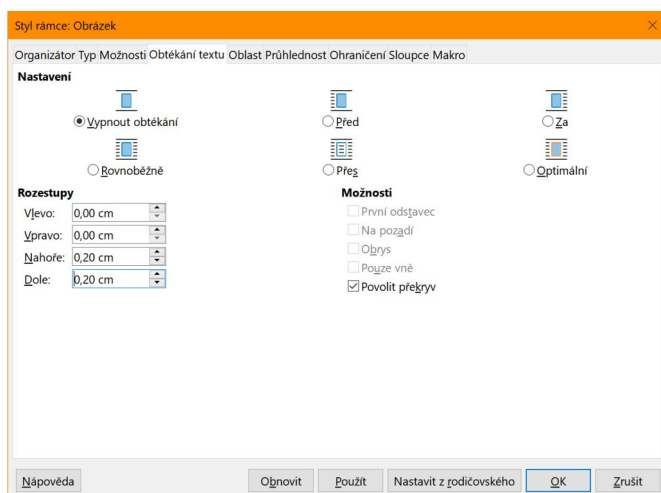 Styl rámce: Obrázek
Organizátor Typ Možnosti Obtékání textu Oblast Průhlednost Ohraničení Sloupce Makro
Nastavení
Vypnout obtékání Před Za
Rovnoběžně Přes Optimální
Rozestupy Možnosti
Vlevo: 0,00 cm První odstavec
Vpravo: 0,00 cm Na pozadí
Nahoře: 0,20 cm Obrys
Dole: 0,20 cm Pouze vně
Povolit překryv
Nápověda Obnovit Použít Nastavit z rodičovského OK Zrušit